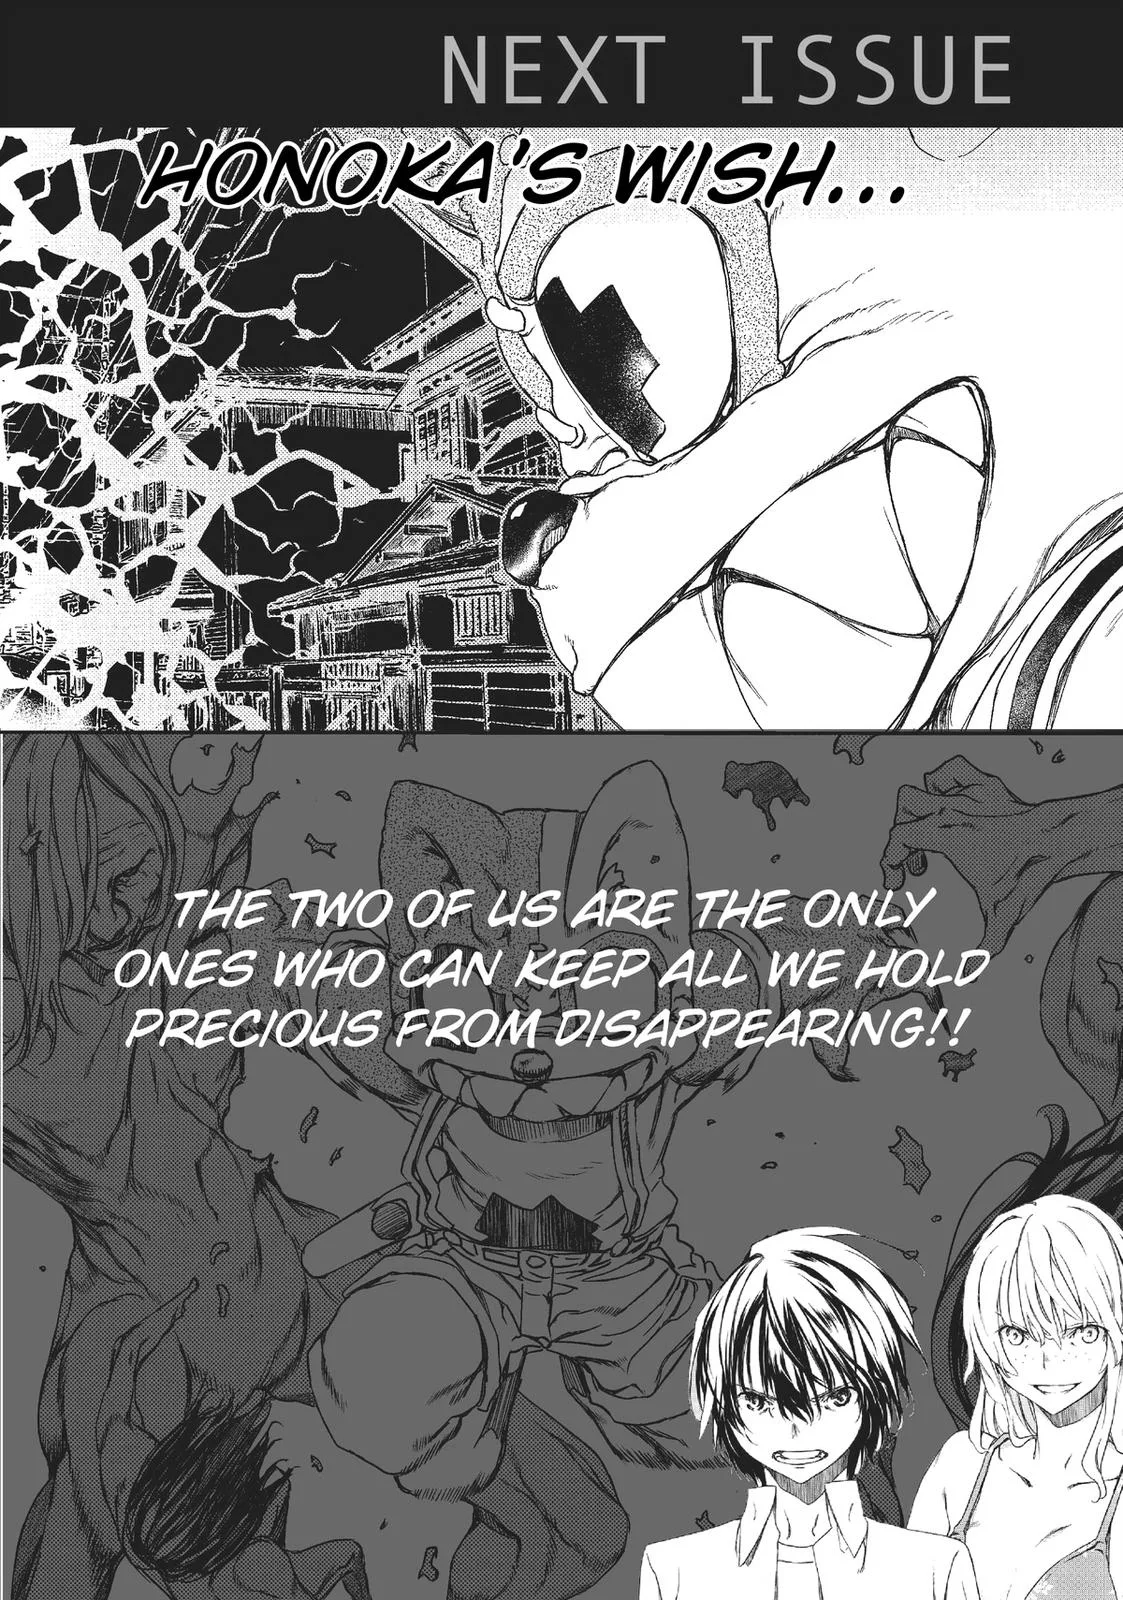 NEXT ISSUE
HONOKA'S WISH...
THE TWO OF US ARE THE ONLY
ONES WHO CAN KEEP ALL WE HOLD
PRECIOUS FROM DISAPPEARING!!